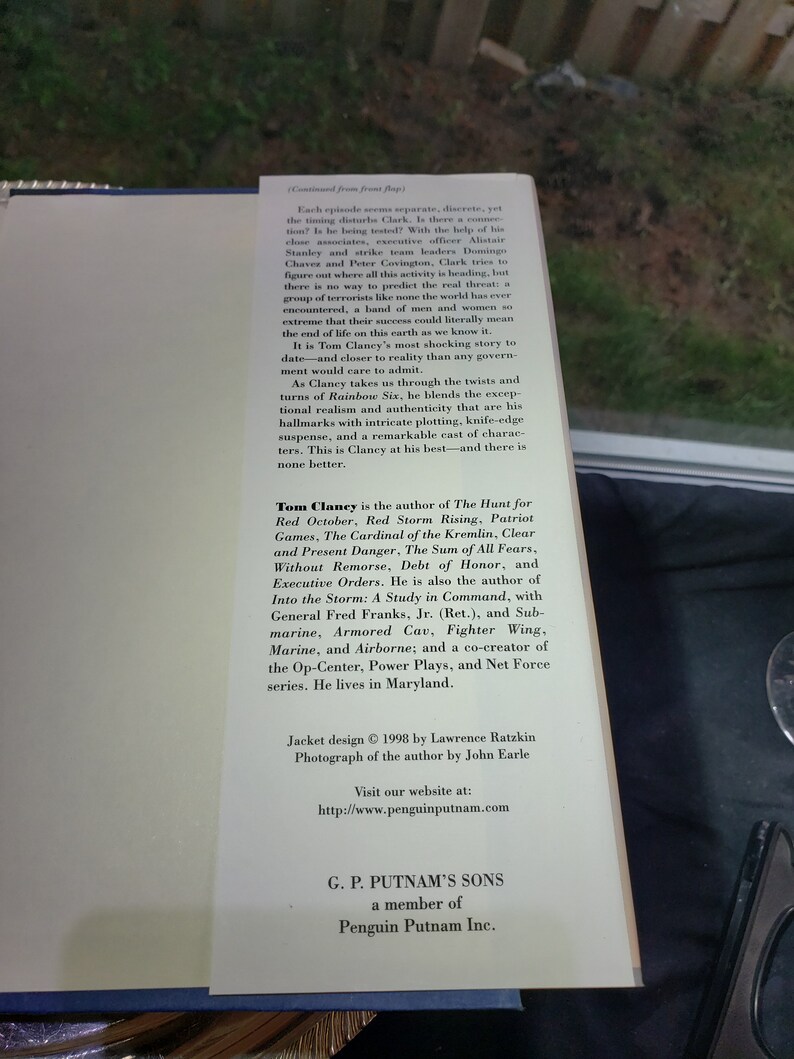 (Continued from front flap)
Each episode seems separate, discrete, yet
the timing disturbs Clark. Is there a connec-
tion? Is he being tested? With the help of his
close associates, executive officer Alistair
Stanley and strike team leaders Domingo
Chavez and Peter Covington, Clark tries to
figure out where all this activity is heading, but
there is no way to predict the real threat: a
group of terrorists like none the world has ever
encountered, a band of men and women so
extreme that their success could literally mean
the end of life on this earth as we know it.
It is Tom Clancy's most shocking story to
date—and closer to reality than any govern-
ment would care to admit.
As Clancy takes us through the twists and
turns of Rainbow Six, he blends the excep-
tional realism and authenticity that are his
hallmarks with intricate plotting, knife-edge
suspense, and a remarkable cast of charac-
ters. This is Clancy at his best—and there is
none better.
Tom Clancy is the author of The Hunt for
Red October, Red Storm Rising, Patriot
Games, The Cardinal of the Kremlin, Clear
and Present Danger, The Sum of All Fears,
Without Remorse, Debt of Honor, and
Executive Orders. He is also the author of
Into the Storm: A Study in Command, with
General Fred Franks, Jr. (Ret.), and Sub-
marine, Armored Cav, Fighter Wing,
Marine, and Airborne; and a co-creator of
the Op-Center, Power Plays, and Net Force
series. He lives in Maryland.
Jacket design © 1998 by Lawrence Ratzkin
Photograph of the author by John Earle
Visit our website at:
http://www.penguinputnam.com
G. P. PUTNAM'S SONS
a member of
Penguin Putnam Inc.